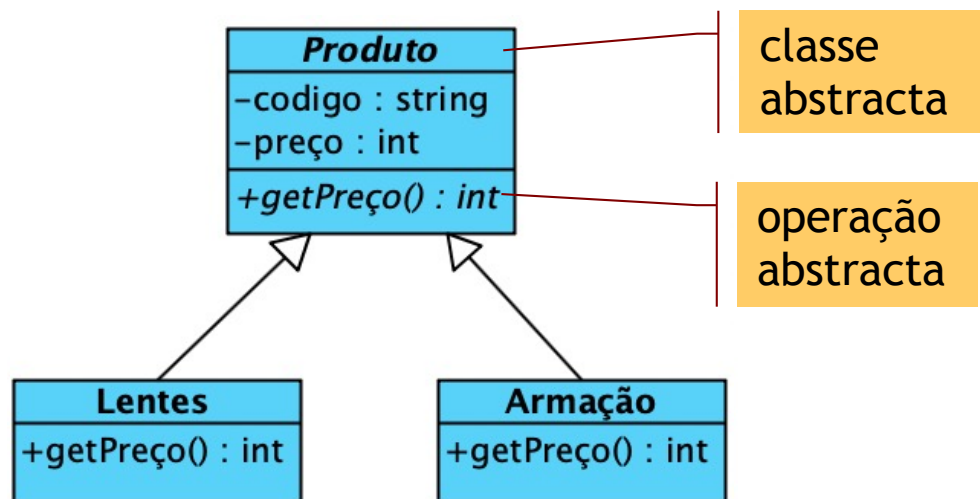 Produto
-codigo : string
-preço : int
+getPreço() : int
classe
abstracta
operação
abstracta
Lentes
+getPreço() : int
Armação
+getPreço() : int